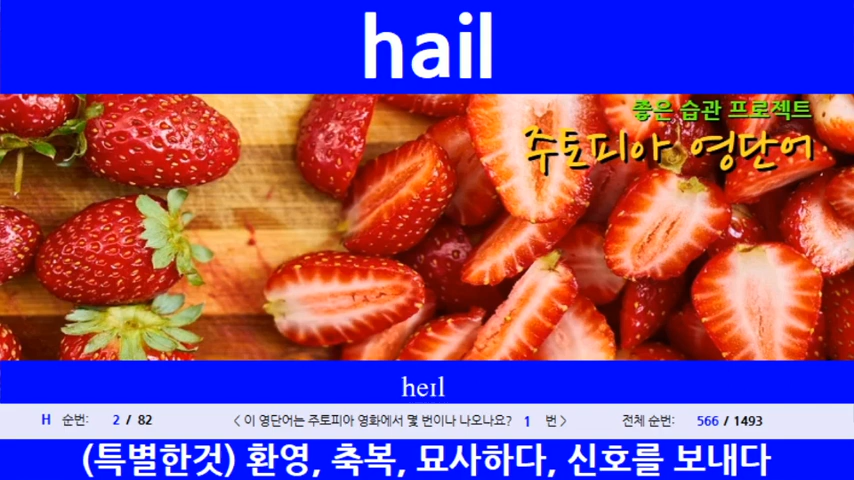 hail
좋은 습관 프로젝트
주토피아 영단어
heɪl
H 순번: 2 / 82 < 이 영단어는 주토피아 영화에서 몇 번이나 나오나요? 1 번 > 전체 순번: 566 / 1493
(특별한것) 환영, 축복, 묘사하다, 신호를 보내다